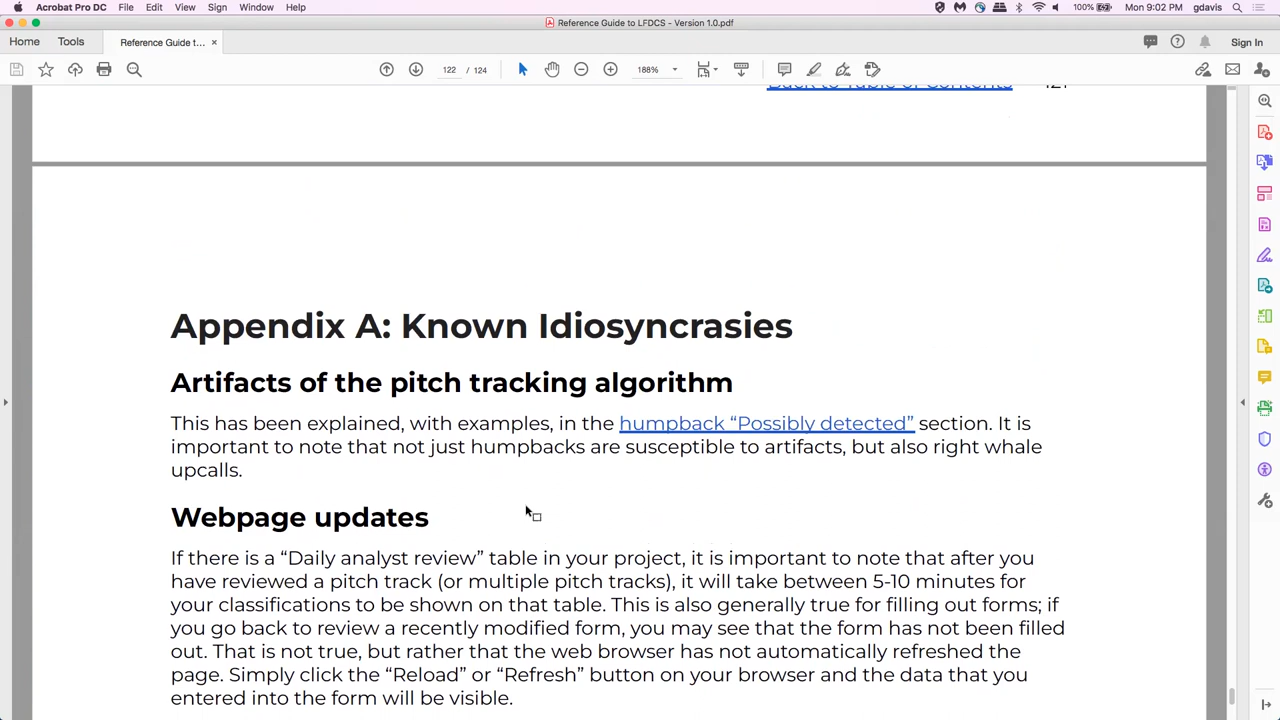 Acrobat Pro DC File Edit View Sign Window Help 100% Mon 9:02 PM gdavis
Reference Guide to LFDCS - Version 1.0.pdf
Home Tools Reference Guide t... × Sign In
122 / 124 188%
Back to Table of Contents 121
Appendix A: Known Idiosyncrasies
Artifacts of the pitch tracking algorithm
This has been explained, with examples, in the humpback “Possibly detected” section. It is
important to note that not just humpbacks are susceptible to artifacts, but also right whale
upcalls.
Webpage updates
If there is a “Daily analyst review” table in your project, it is important to note that after you
have reviewed a pitch track (or multiple pitch tracks), it will take between 5-10 minutes for
your classifications to be shown on that table. This is also generally true for filling out forms; if
you go back to review a recently modified form, you may see that the form has not been filled
out. That is not true, but rather that the web browser has not automatically refreshed the
page. Simply click the “Reload” or “Refresh” button on your browser and the data that you
entered into the form will be visible.